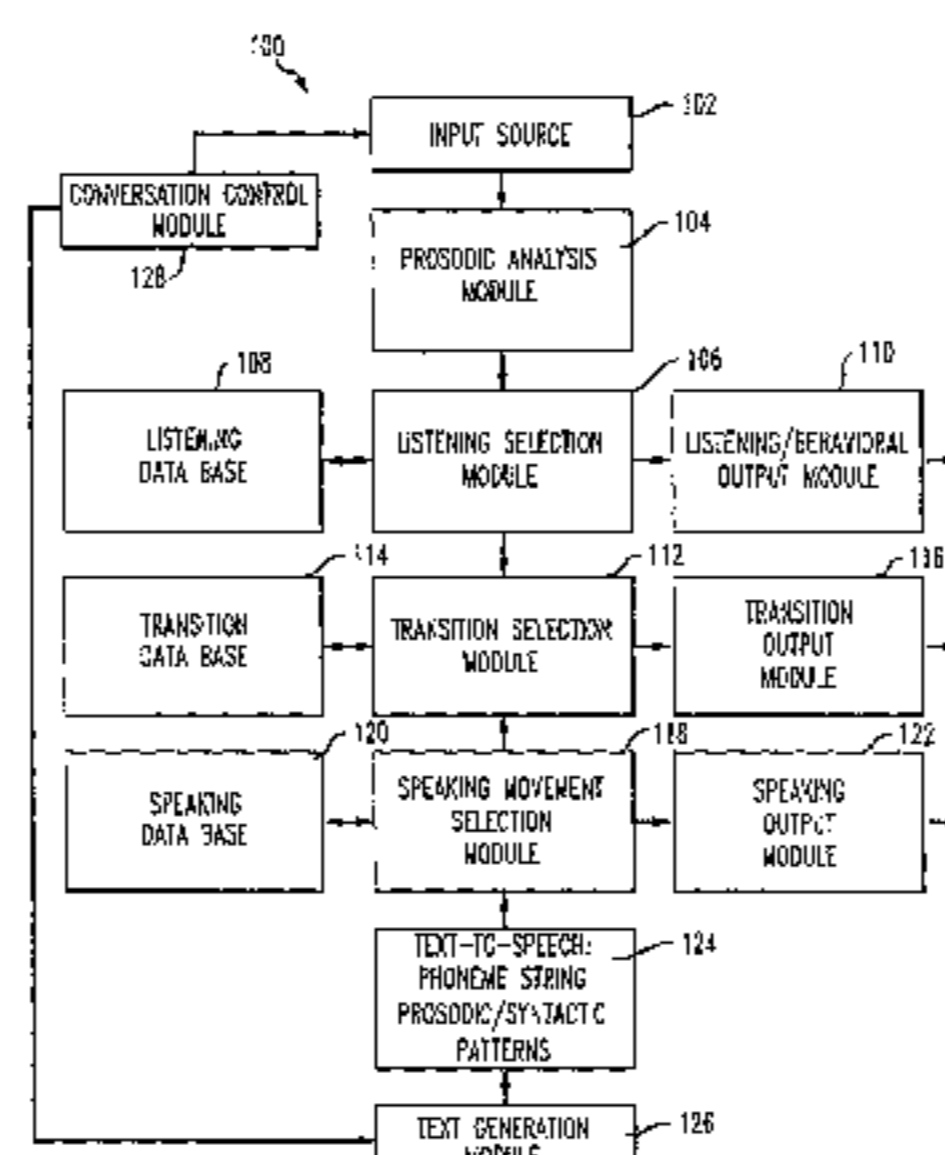 100
102
INPUT SOURCE
CONVERSATION CONTROL
MODULE
128
104
PROSODIC ANALYSIS
MODULE
108
106
110
LISTENING
DATA BASE
LISTENING SELECTION
MODULE
LISTENING/BEHAVIORAL
OUTPUT MODULE
114
112
116
TRANSITION
DATA BASE
TRANSITION SELECTION
MODULE
TRANSITION
OUTPUT
MODULE
120
118
122
SPEAKING
DATA BASE
SPEAKING MOVEMENT
SELECTION
MODULE
SPEAKING
OUTPUT
MODULE
124
TEXT-TO-SPEECH:
PHONEME STRING
PROSODIC/SYNTACTIC
PATTERNS
126
TEXT GENERATION
MODULE